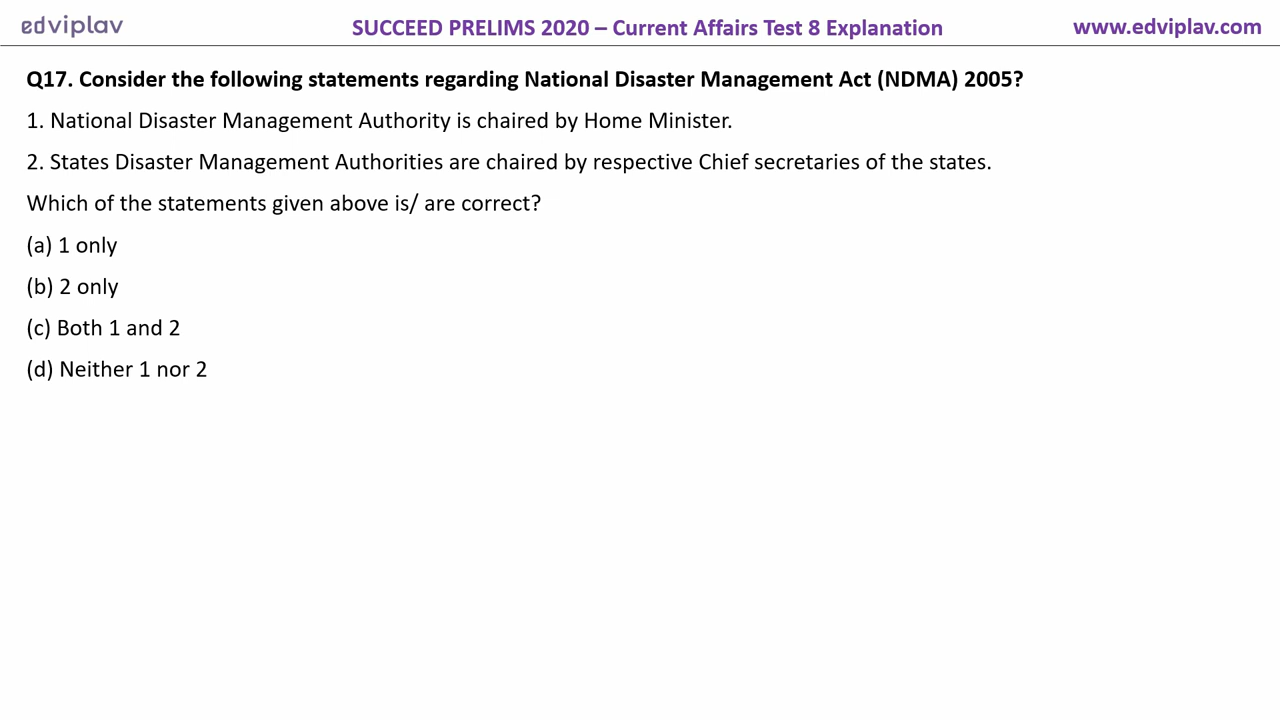 edviplav
SUCCEED PRELIMS 2020 – Current Affairs Test 8 Explanation
www.edviplav.com
Q17. Consider the following statements regarding National Disaster Management Act (NDMA) 2005?
1. National Disaster Management Authority is chaired by Home Minister.
2. States Disaster Management Authorities are chaired by respective Chief secretaries of the states.
Which of the statements given above is/ are correct?
(a) 1 only
(b) 2 only
(c) Both 1 and 2
(d) Neither 1 nor 2